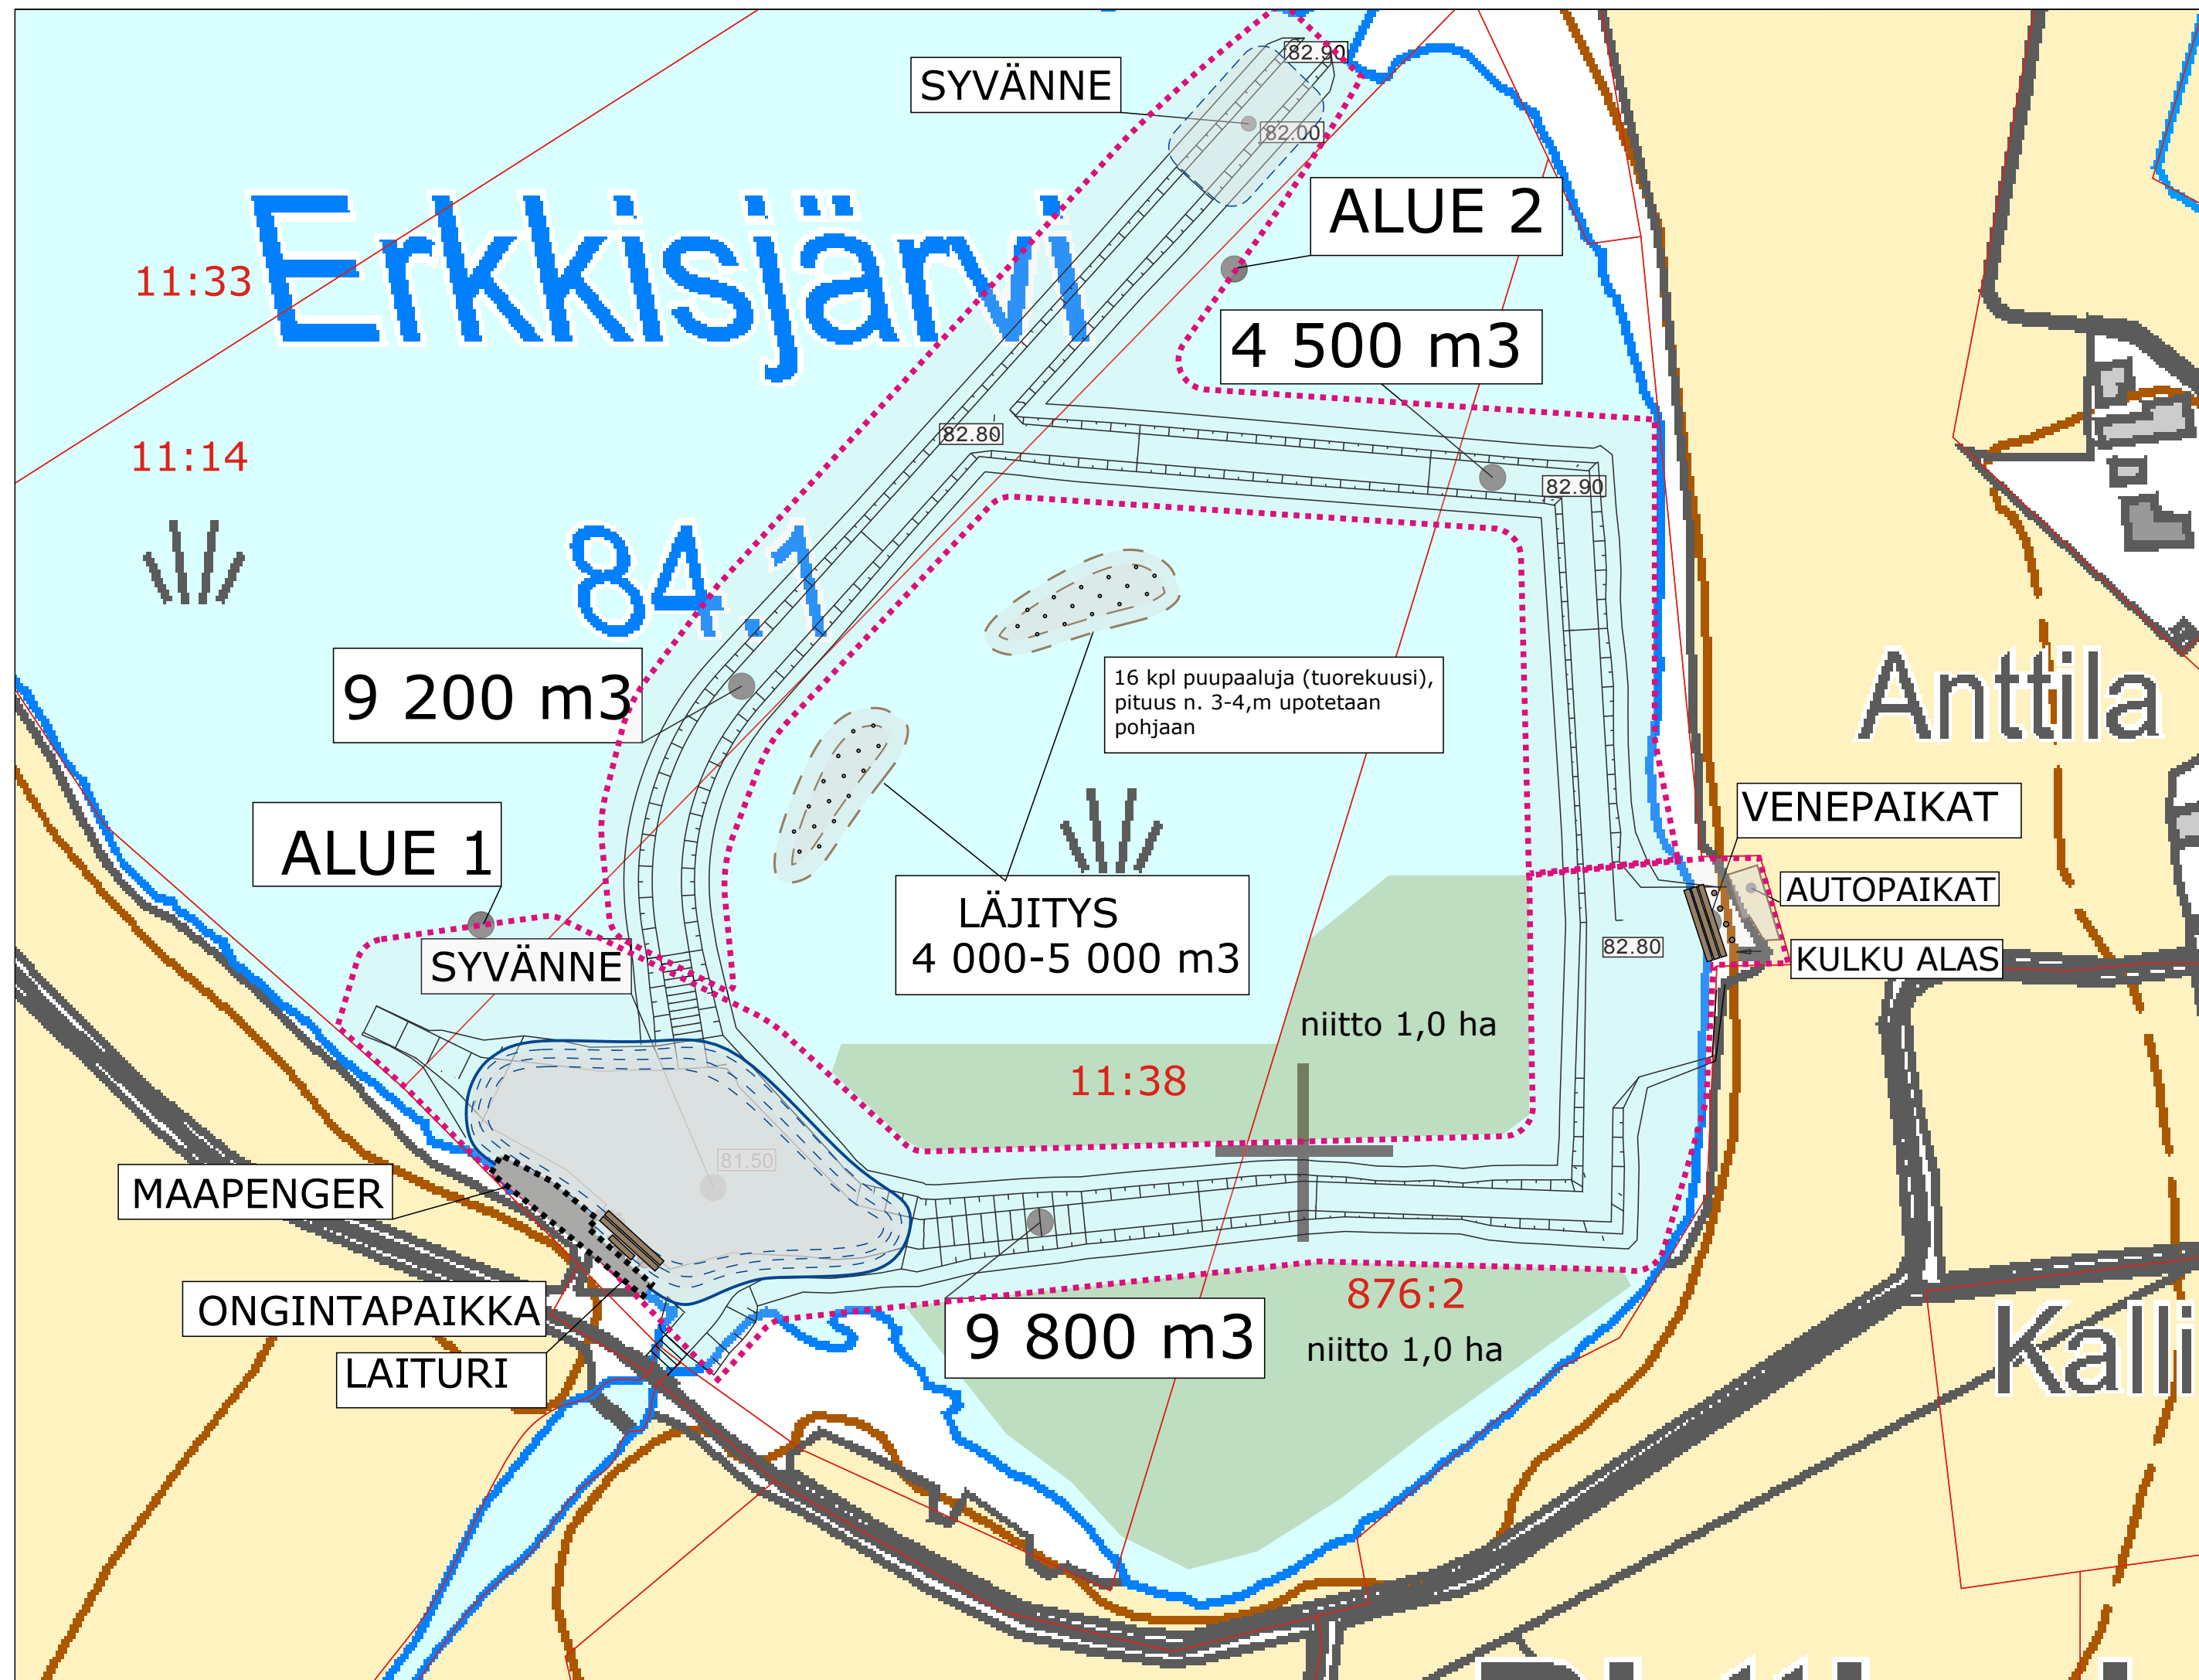 82.90
SYVÄNNE
82.00
ALUE 2
Erkkisjärvi
11:33
4 500 m3
82.80
11:14
82.90
84.1
9 200 m3
16 kpl puupaaluja (tuorekuusi),
pituus n. 3-4,m upotetaan
pohjaan
Anttila
VENEPAIKAT
ALUE 1
AUTOPAIKAT
LÄJITYS
4 000-5 000 m3
SYVÄNNE
82.80
KULKU ALAS
niitto 1,0 ha
11:38
81.50
MAAPENGER
876:2
ONGINTAPAIKKA
9 800 m3
niitto 1,0 ha
Kalli
LAITURI